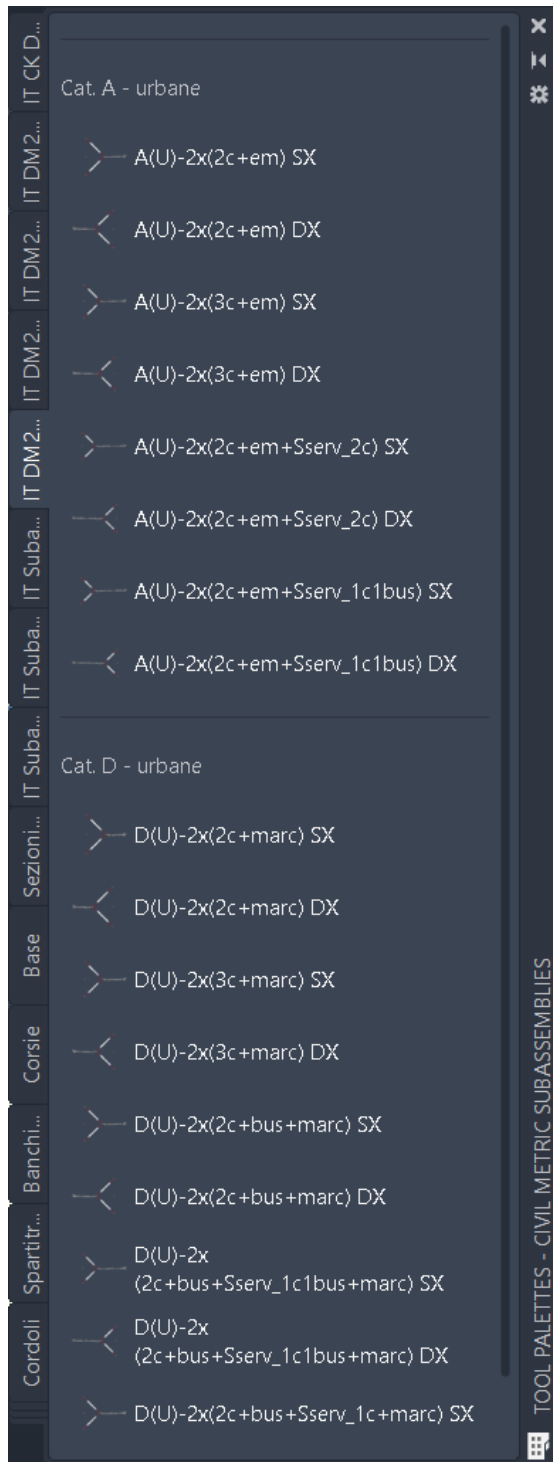 IT CK D...
IT DM2...
IT DM2...
IT DM2...
IT DM2...
IT Suba...
IT Suba...
IT Suba...
Sezioni...
Base
Corsie
Banchi...
Spartitr...
Cordoli
Cat. A - urbane
A(U)-2x(2c+em) SX
A(U)-2x(2c+em) DX
A(U)-2x(3c+em) SX
A(U)-2x(3c+em) DX
A(U)-2x(2c+em+Sserv_2c) SX
A(U)-2x(2c+em+Sserv_2c) DX
A(U)-2x(2c+em+Sserv_1c1bus) SX
A(U)-2x(2c+em+Sserv_1c1bus) DX
Cat. D - urbane
D(U)-2x(2c+marc) SX
D(U)-2x(2c+marc) DX
D(U)-2x(3c+marc) SX
D(U)-2x(3c+marc) DX
D(U)-2x(2c+bus+marc) SX
D(U)-2x(2c+bus+marc) DX
D(U)-2x
(2c+bus+Sserv_1c1bus+marc) SX
D(U)-2x
(2c+bus+Sserv_1c1bus+marc) DX
D(U)-2x(2c+bus+Sserv_1c+marc) SX
TOOL PALETTES - CIVIL METRIC SUBASSEMBLIES